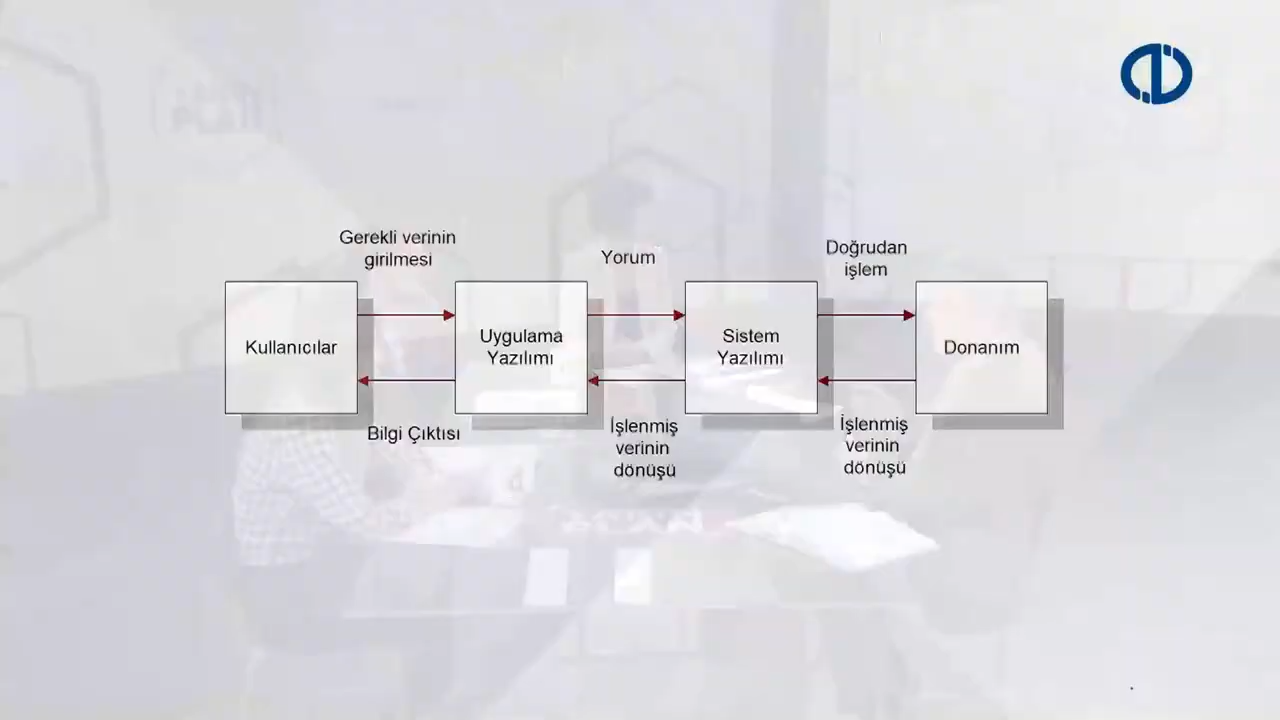 Gerekli verinin
girilmesi
Yorum
Doğrudan
işlem
Kullanıcılar
Uygulama
Yazılımı
Sistem
Yazılımı
Donanım
Bilgi Çıktısı
İşlenmiş
verinin
dönüşü
İşlenmiş
verinin
dönüşü